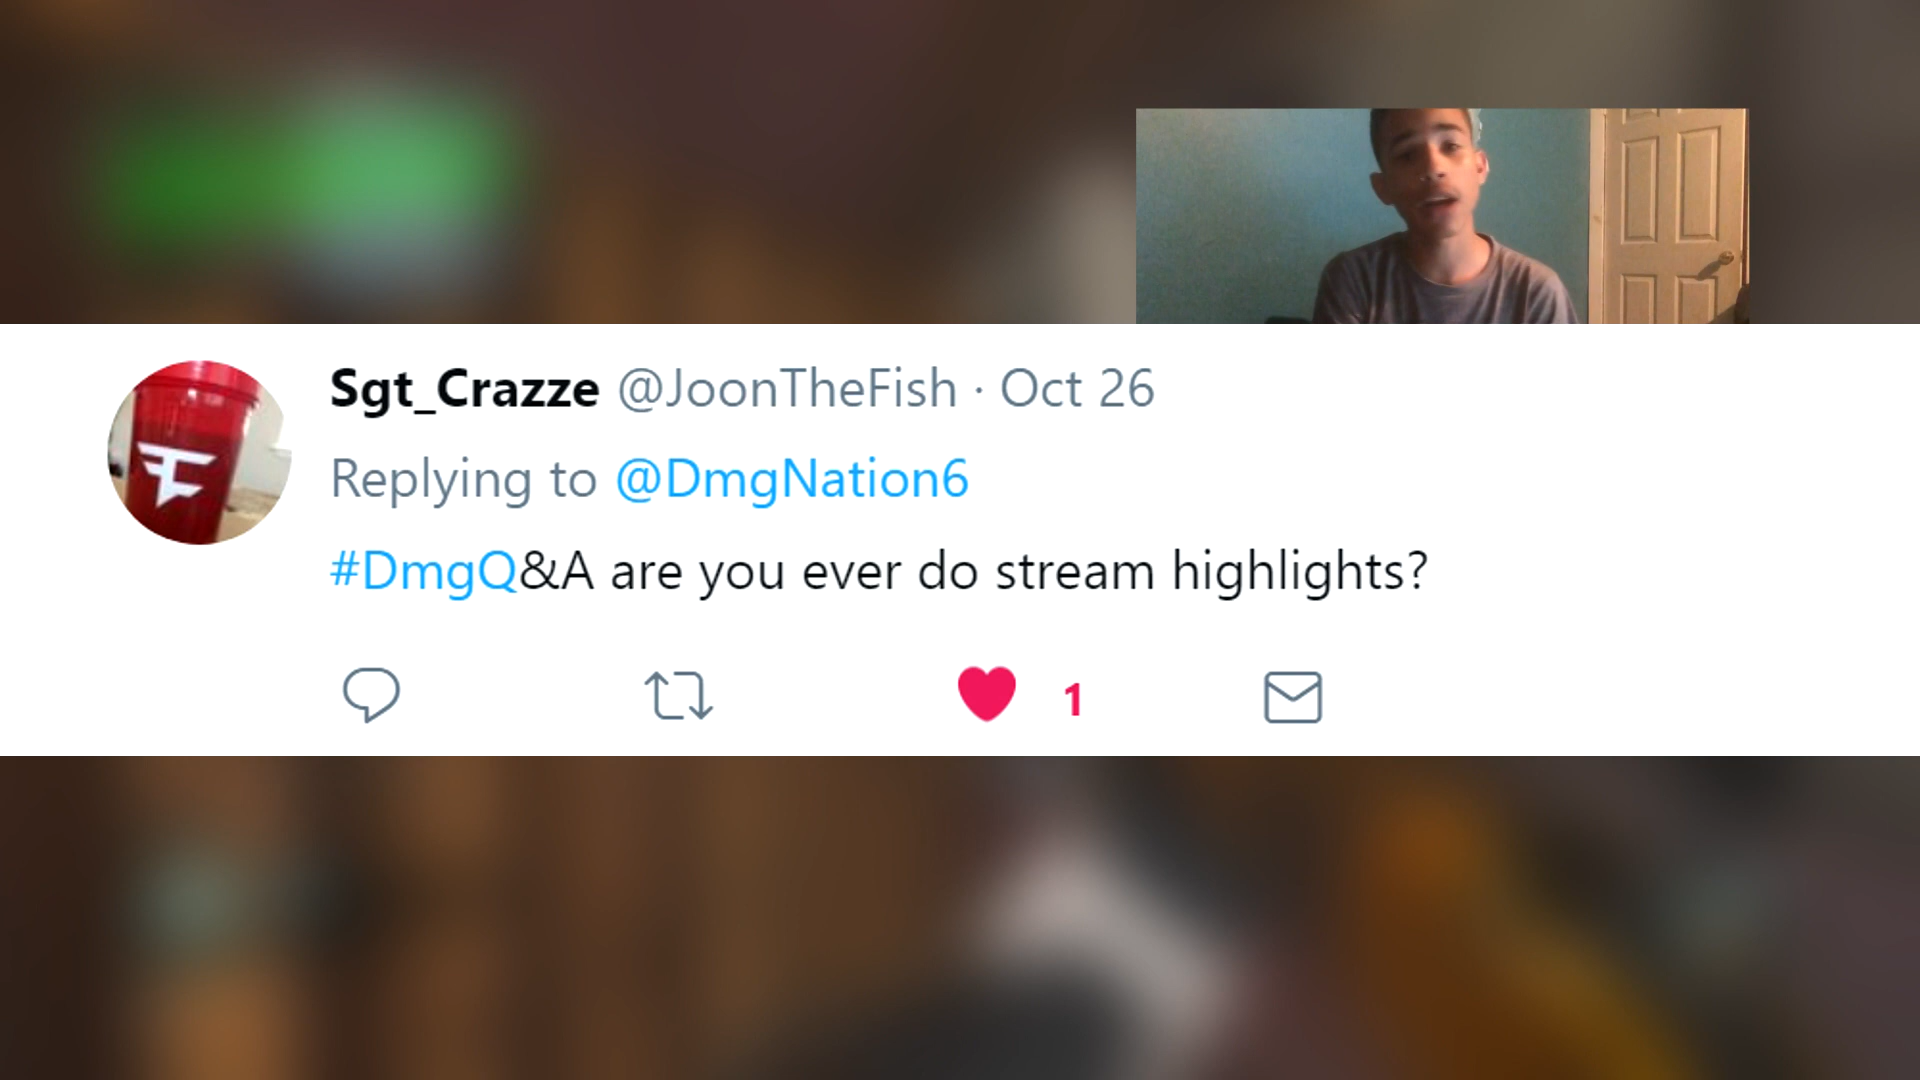 Sgt_Crazze @JoonTheFish · Oct 26
Replying to @DmgNation6
#DmgQ&A are you ever do stream highlights?
1